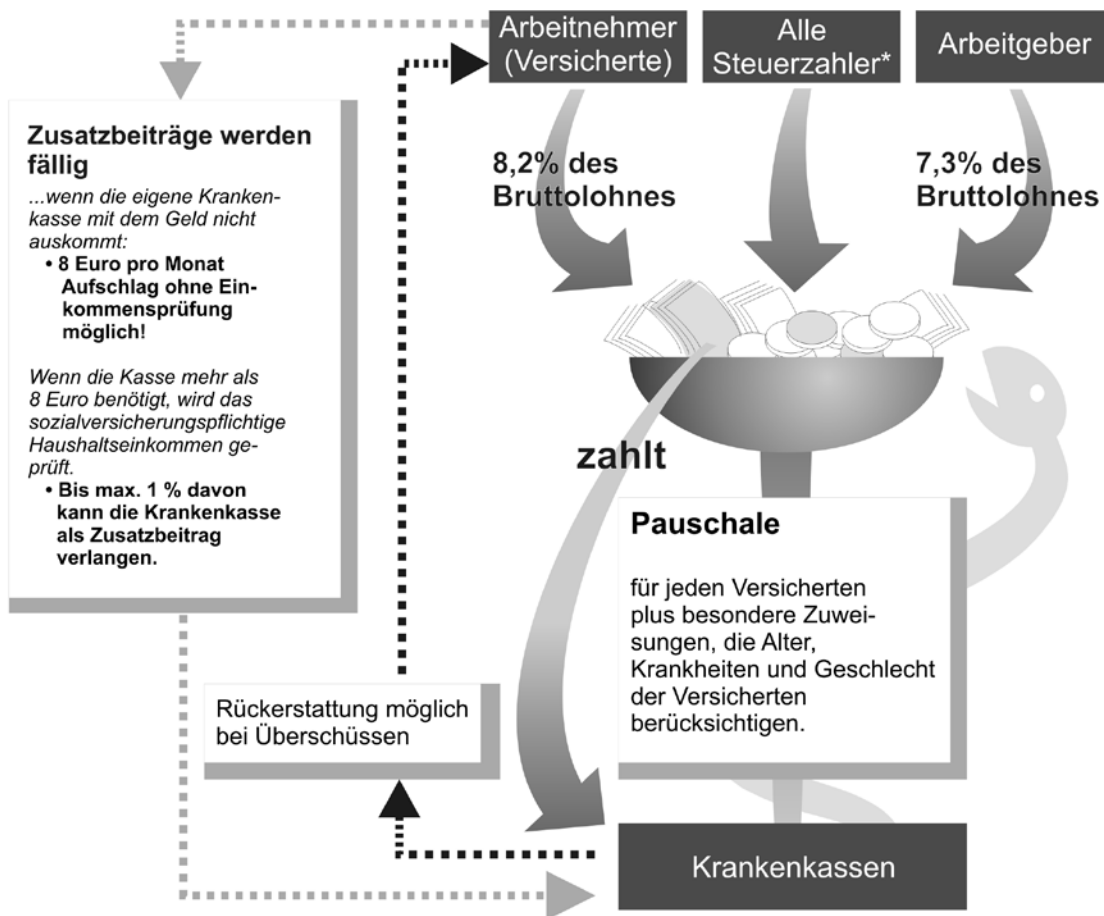 Arbeitnehmer
(Versicherte)
Alle
Steuerzahler*
Arbeitgeber
8,2% des
Bruttolohnes
7,3% des
Bruttolohnes
Zusatzbeiträge werden
fällig
...wenn die eigene Kranken-
kasse mit dem Geld nicht
auskommt:
• 8 Euro pro Monat
Aufschlag ohne Ein-
kommensprüfung
möglich!
Wenn die Kasse mehr als
8 Euro benötigt, wird das
sozialversicherungspflichtige
Haushaltseinkommen ge-
prüft.
• Bis max. 1 % davon
kann die Krankenkasse
als Zusatzbeitrag
verlangen.
zahlt
Pauschale
für jeden Versicherten
plus besondere Zuwei-
sungen, die Alter,
Krankheiten und Geschlecht
der Versicherten
berücksichtigen.
Rückerstattung möglich
bei Überschüssen
Krankenkassen